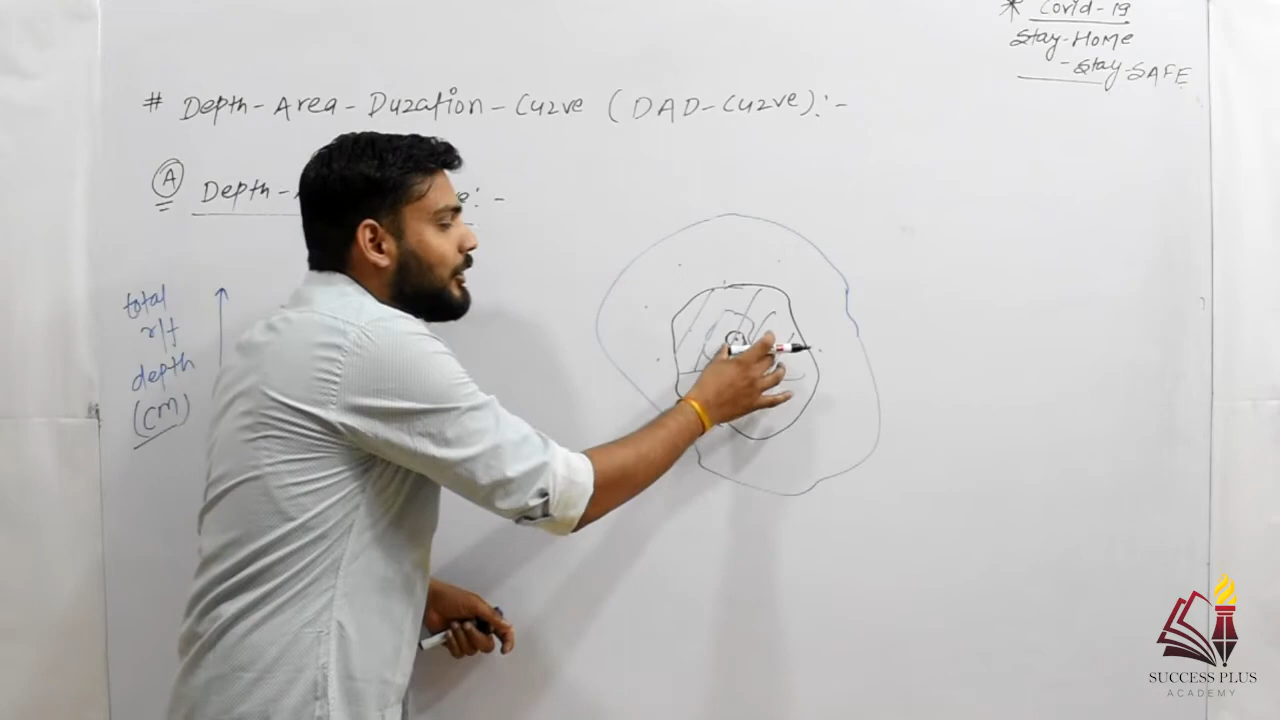 * Covid-19
Stay-Home
-Stay-SAFE
# Depth-Area-Duration-Curve (DAD-Curve):-
(A) Depth-
:-
total
r/f
depth
(cm)
SUCCESS PLUS
ACADEMY